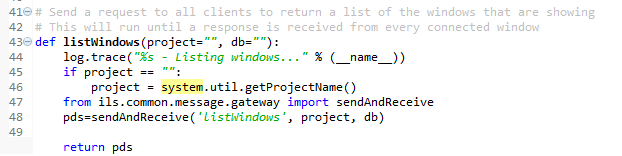 41 # Send a request to all clients to return a list of the windows that are showing
42 # This will run until a response is received from every connected window
43 def listWindows(project="", db=""):
44     log.trace("%s - Listing windows..." % (__name__))
45     if project == "":
46         project = system.util.getProjectName()
47     from ils.common.message.gateway import sendAndReceive
48     pds=sendAndReceive('listWindows', project, db)
49
    return pds